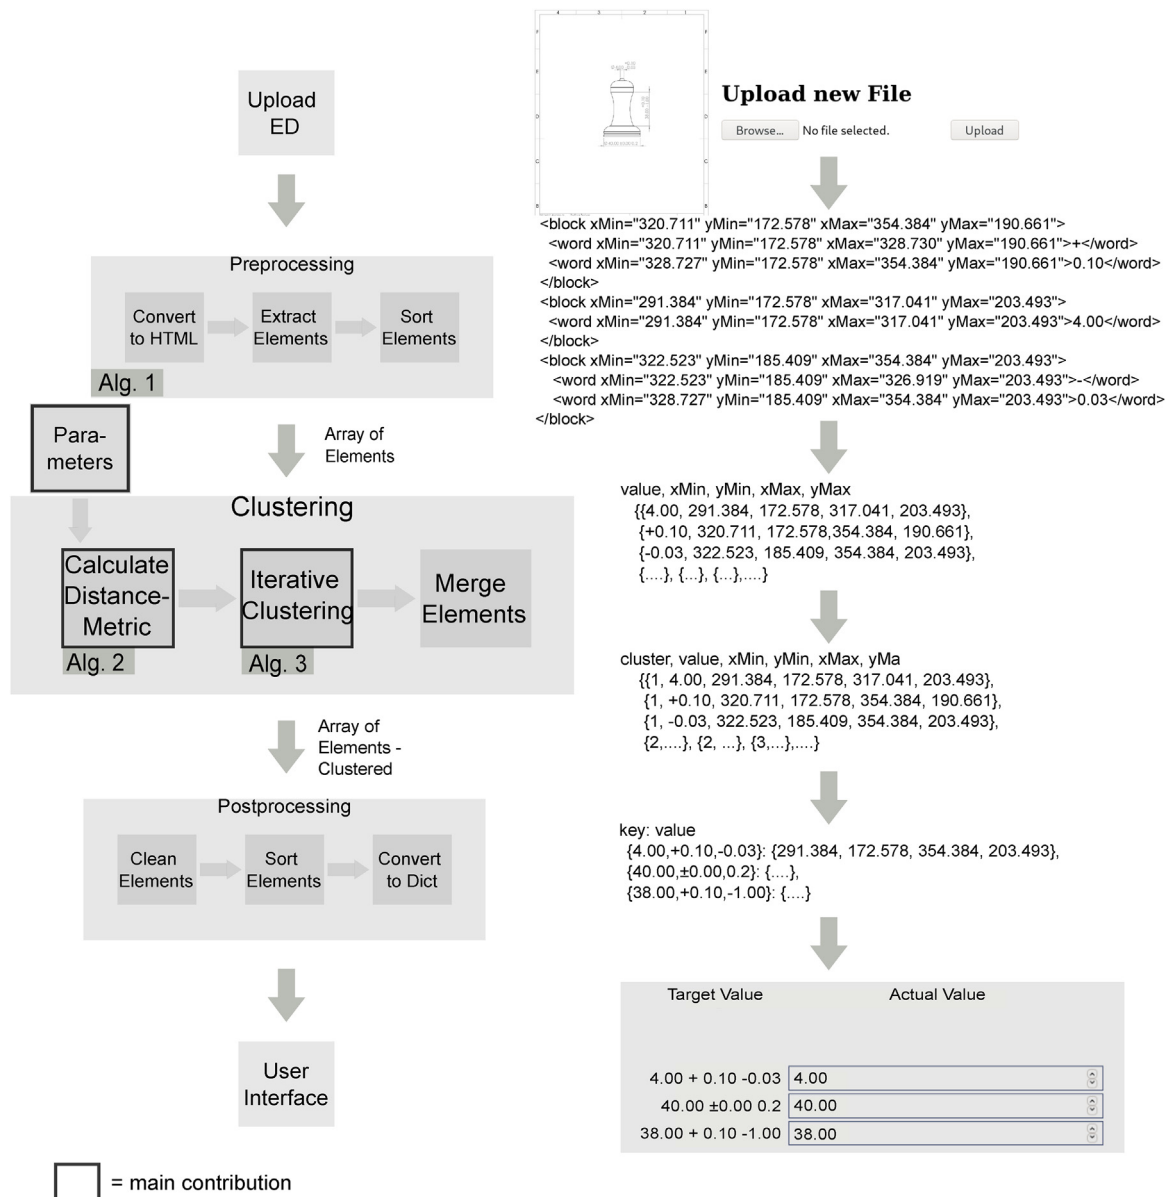 Upload
ED
Preprocessing
Convert
to HTML
Extract
Elements
Sort
Elements
Alg. 1
Para-
meters
Array of
Elements
Clustering
Calculate
Distance-
Metric
Iterative
Clustering
Merge
Elements
Alg. 2
Alg. 3
Array of
Elements -
Clustered
Postprocessing
Clean
Elements
Sort
Elements
Convert
to Dict
User
Interface
= main contribution
Upload new File
Browse... No file selected. Upload
<block xMin="320.711" yMin="172.578" xMax="354.384" yMax="190.661">
<word xMin="320.711" yMin="172.578" xMax="328.730" yMax="190.661">+</word>
<word xMin="328.727" yMin="172.578" xMax="354.384" yMax="190.661">0.10</word>
</block>
<block xMin="291.384" yMin="172.578" xMax="317.041" yMax="203.493">
<word xMin="291.384" yMin="172.578" xMax="317.041" yMax="203.493">4.00</word>
</block>
<block xMin="322.523" yMin="185.409" xMax="354.384" yMax="203.493">
<word xMin="322.523" yMin="185.409" xMax="326.919" yMax="203.493">-</word>
<word xMin="328.727" yMin="185.409" xMax="354.384" yMax="203.493">0.03</word>
</block>
value, xMin, yMin, xMax, yMax
{{4.00, 291.384, 172.578, 317.041, 203.493},
{+0.10, 320.711, 172.578,354.384, 190.661},
{-0.03, 322.523, 185.409, 354.384, 203.493},
{....}, {...}, {...},....}
cluster, value, xMin, yMin, xMax, yMa
{{1, 4.00, 291.384, 172.578, 317.041, 203.493},
{1, +0.10, 320.711, 172.578, 354.384, 190.661},
{1, -0.03, 322.523, 185.409, 354.384, 203.493},
{2,....}, {2, ...}, {3,...},....}
key: value
{4.00,+0.10,-0.03}: {291.384, 172.578, 354.384, 203.493},
{40.00,±0.00,0.2}: {....},
{38.00,+0.10,-1.00}: {....}
Target Value Actual Value
4.00 + 0.10 -0.03 4.00
40.00 ±0.00 0.2 40.00
38.00 + 0.10 -1.00 38.00